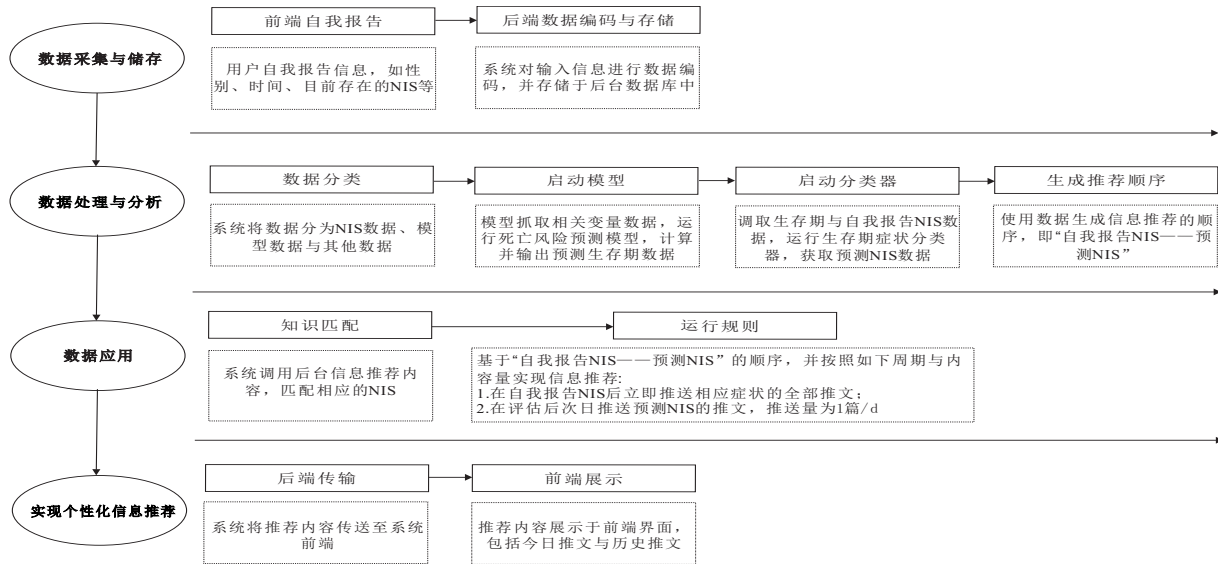 数据采集与储存
前端自我报告
后端数据编码与存储
用户自我报告信息，如性
别、时间、目前存在的NIS等
系统对输入信息进行数据编
码，并存储于后台数据库中
数据处理与分析
数据分类
启动模型
启动分类器
生成推荐顺序
系统将数据分为NIS数据、模
型数据与其他数据
模型抓取相关变量数据，运
行死亡风险预测模型，计算
并输出预测生存期数据
调取生存期与自我报告NIS数
据，运行生存期症状分类
器，获取预测NIS数据
使用数据生成信息推荐的顺
序，即“自我报告NIS——预
测NIS”
数据应用
知识匹配
运行规则
系统调用后台信息推荐内
容，匹配相应的NIS
基于“自我报告NIS——预测NIS”的顺序，并按照如下周期与内
容量实现信息推荐:
1.在自我报告NIS后立即推送相应症状的全部推文；
2.在评估后次日推送预测NIS的推文，推送量为1篇/d
实现个性化信息推荐
后端传输
前端展示
系统将推荐内容传送至系统
前端
推荐内容展示于前端界面，
包括今日推文与历史推文